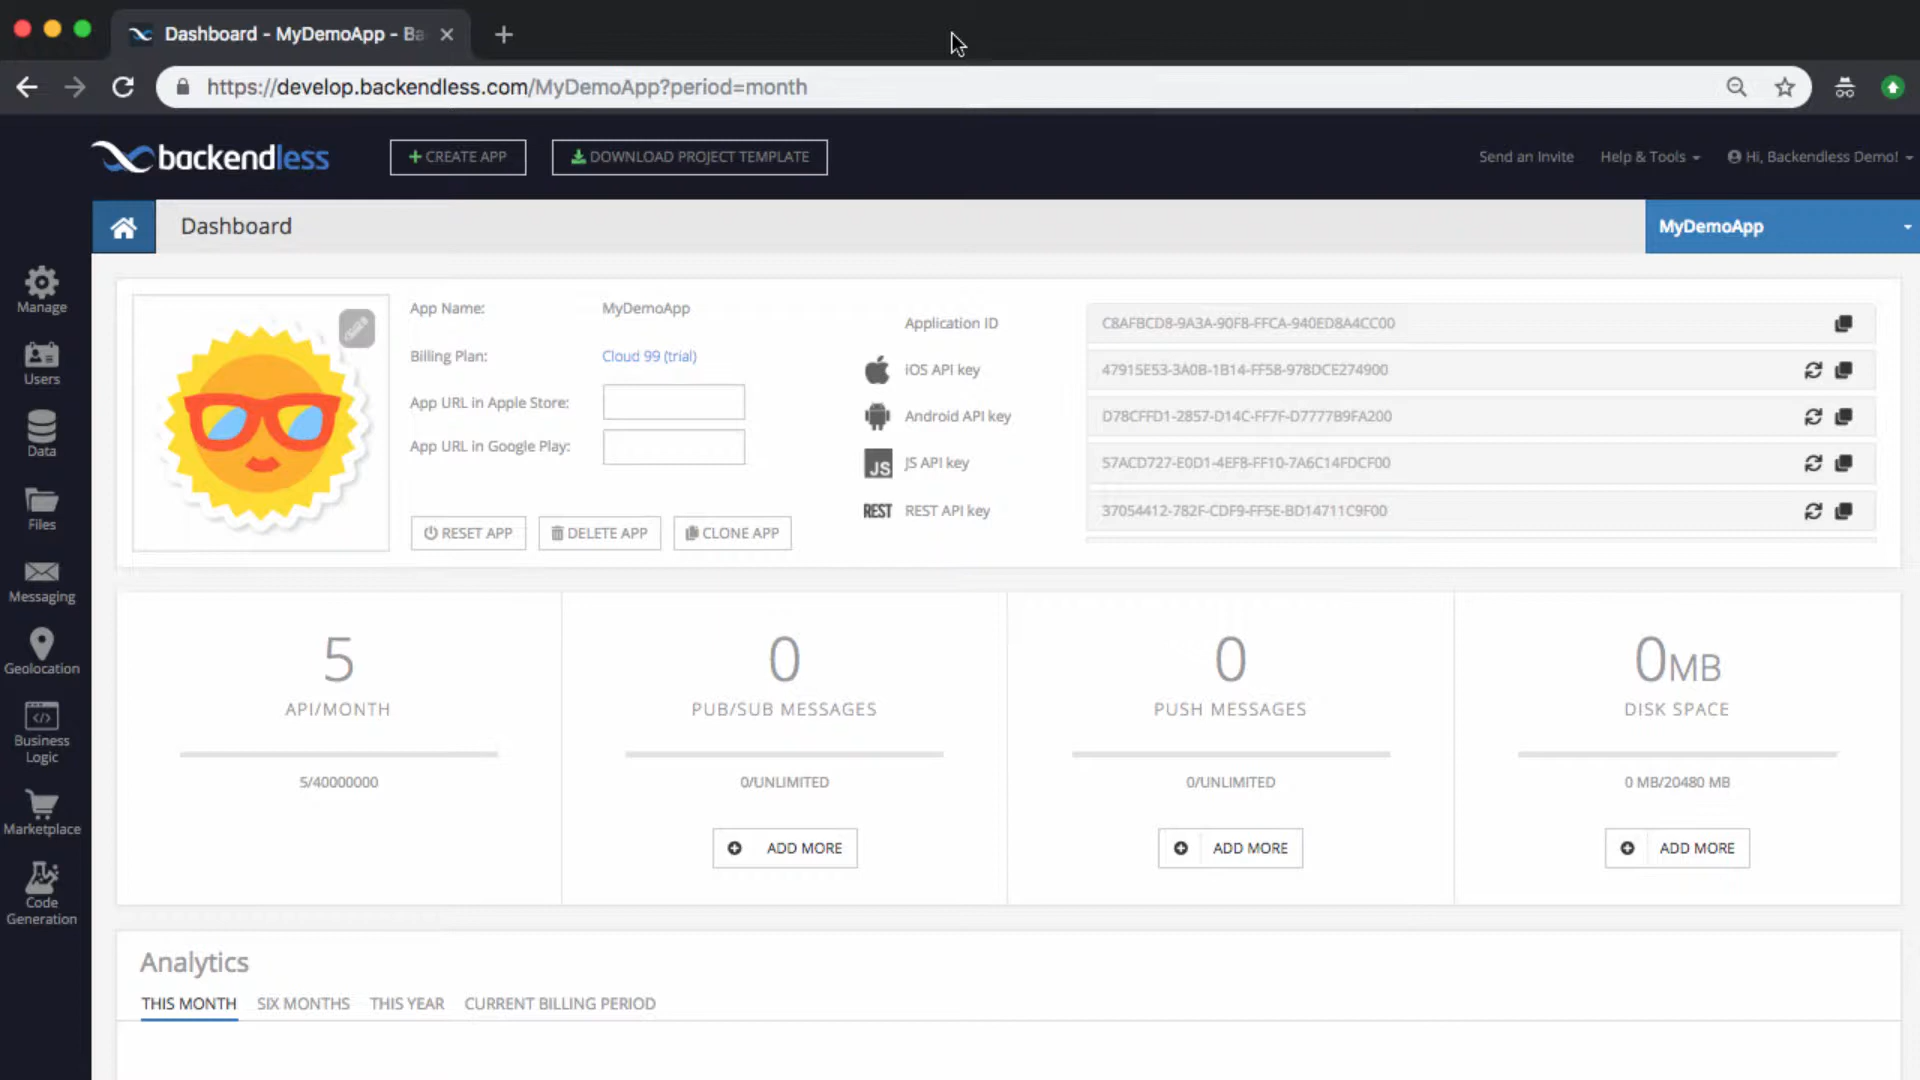 Dashboard - MyDemoApp - Ba
https://develop.backendless.com/MyDemoApp?period=month
backendless
CREATE APP
DOWNLOAD PROJECT TEMPLATE
Send an Invite
Help & Tools
Hi, Backendless Demo!
Dashboard
MyDemoApp
Manage
Users
Data
Files
Messaging
Geolocation
Business
Logic
Marketplace
Code
Generation
App Name:
MyDemoApp
Billing Plan:
Cloud 99 (trial)
App URL in Apple Store:
App URL in Google Play:
RESET APP
DELETE APP
CLONE APP
Application ID
C8AFBCD8-9A3A-90F8-FFCA-940ED8A4CC00
iOS API key
47915E53-3A0B-1B14-FF58-978DCE274900
Android API key
D78CFFD1-2857-D14C-FF7F-D7777B9FA200
JS
JS API key
57ACD727-E0D1-4EF8-FF10-7A6C14FDCF00
REST
REST API key
37054412-782F-CDF9-FF5E-BD14711C9F00
5
API/MONTH
5/40000000
0
PUB/SUB MESSAGES
0/UNLIMITED
ADD MORE
0
PUSH MESSAGES
0/UNLIMITED
ADD MORE
0MB
DISK SPACE
0 MB/20480 MB
ADD MORE
Analytics
THIS MONTH
SIX MONTHS
THIS YEAR
CURRENT BILLING PERIOD